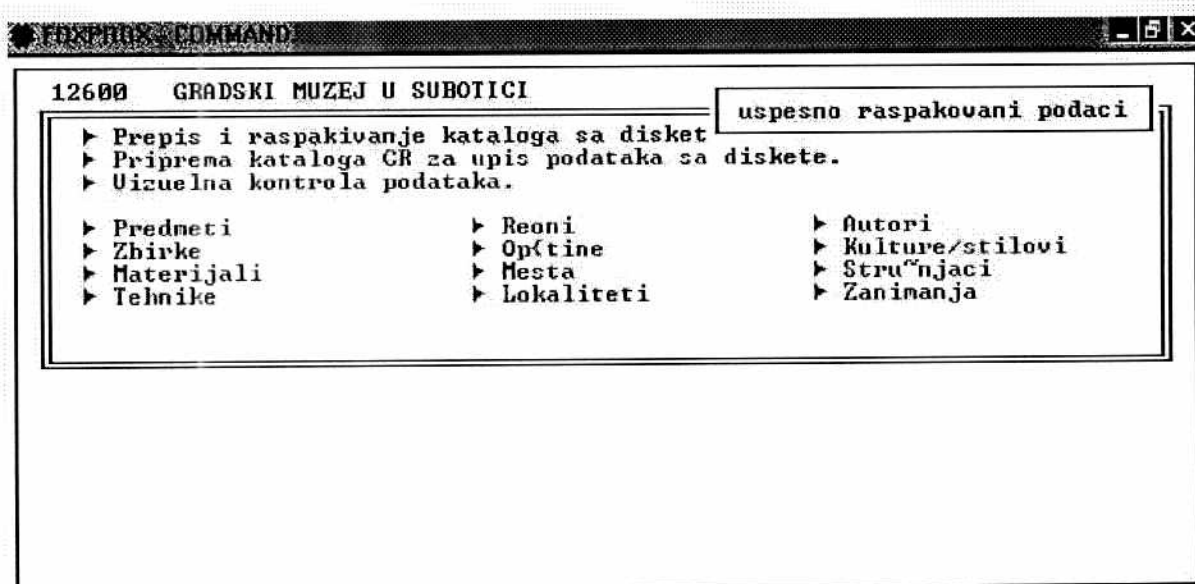 FOXPROX - COMMAND
12600 GRADSKI MUZEJ U SUBOTICI
uspesno raspakovani podaci
Prepis i raspakivanje kataloga sa disket
Priprema kataloga CR za upis podataka sa diskete.
Vizuelna kontrola podataka.
Predmeti Reoni Autori
Zbirke Op{tine Kulture/stilovi
Materijali Mesta Stru~njaci
Tehnike Lokaliteti Zanimanja